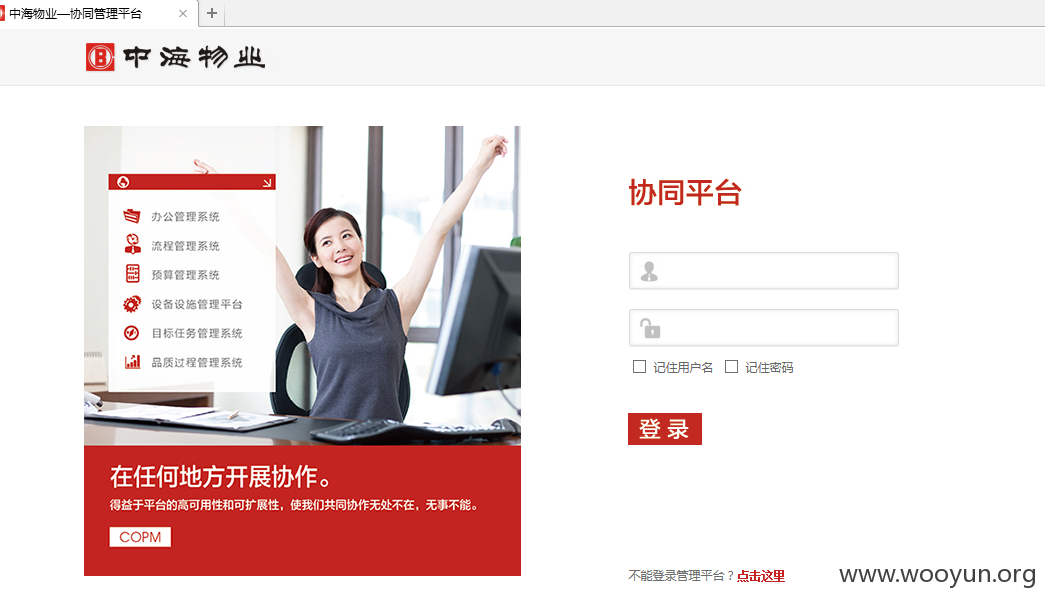 中海物业—协同管理平台
中海物业
协同平台
办公管理系统
流程管理系统
预算管理系统
设备设施管理平台
目标任务管理系统
品质过程管理系统
记住用户名 记住密码
登录
在任何地方开展协作。
得益于平台的高可用性和可扩展性，使我们共同协作无处不在，无事不能。
COPM
不能登录管理平台？点击这里
www.wooyun.org